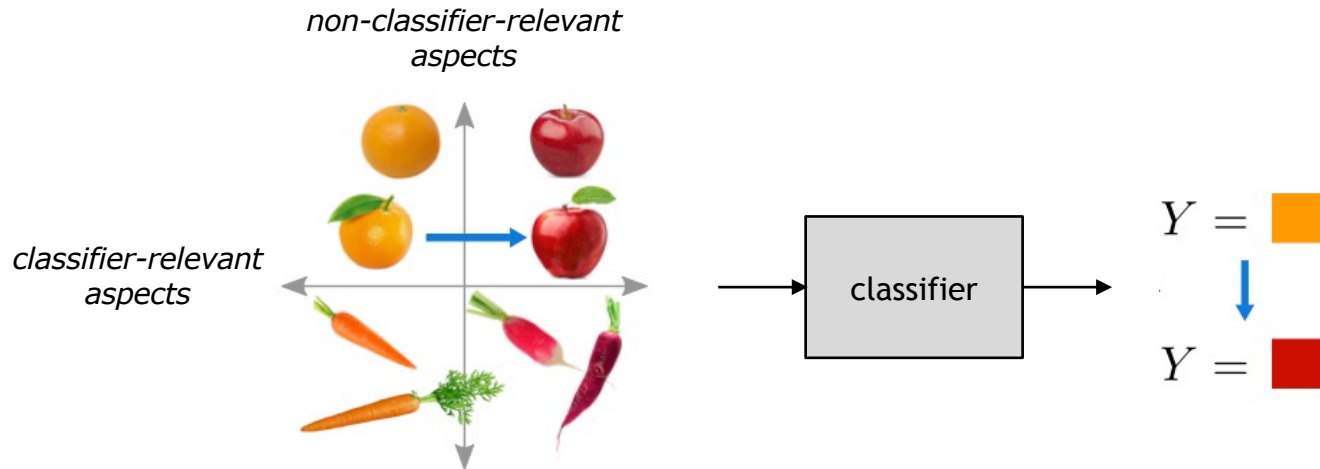 non-classifier-relevant
aspects
classifier-relevant
aspects
classifier
Y =
Y =